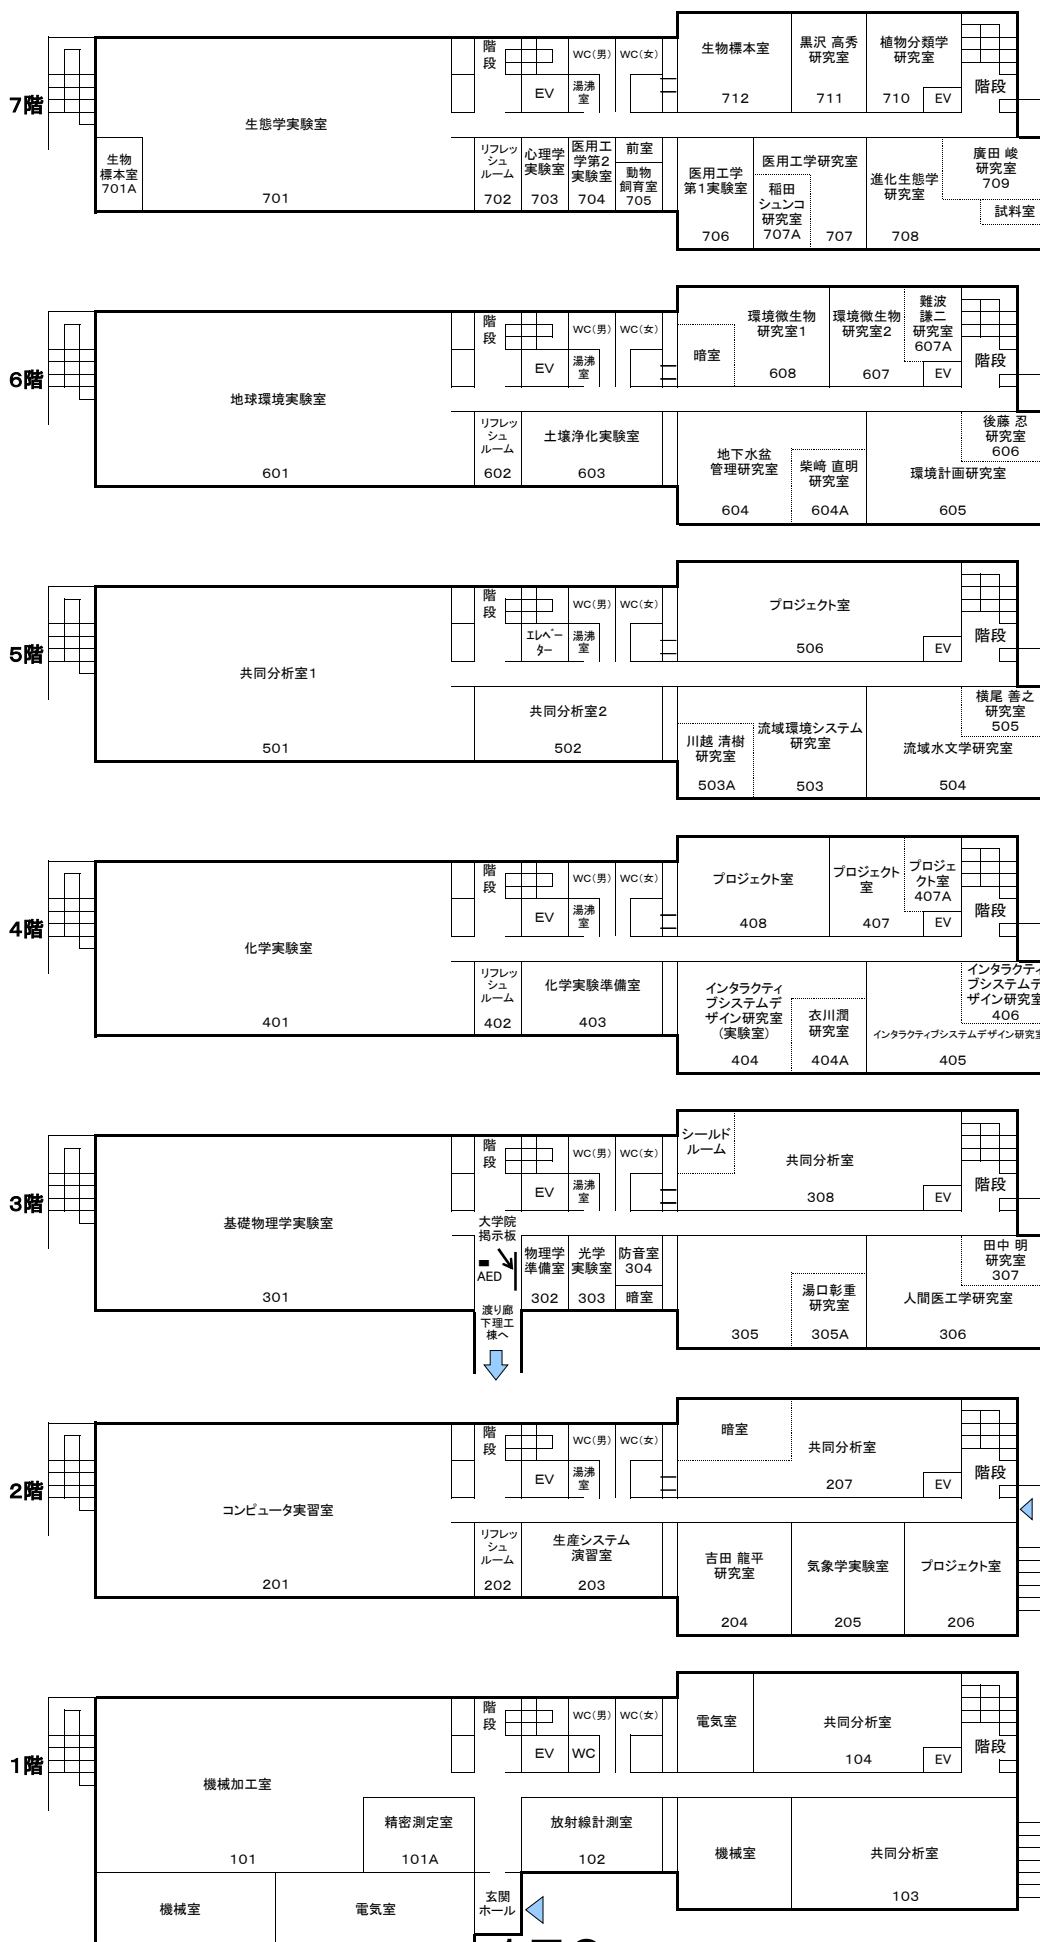 7階
生態学実験室
701
生物
標本室
701A
階
段
EV
WC(男)
湯沸
室
WC(女)
リフレッ
シュ
ルーム
702
心理学
実験室
703
医用工
学第2
実験室
704
前室
動物
飼育室
705
生物標本室
712
黒沢 高秀
研究室
711
植物分類学
研究室
710
EV
階段
医用工学
第1実験室
706
医用工学研究室
稲田
シュンコ
研究室
707A
707
進化生態学
研究室
708
廣田 峻
研究室
709
試料室
6階
地球環境実験室
601
階
段
EV
WC(男)
湯沸
室
WC(女)
リフレッ
シュ
ルーム
602
土壌浄化実験室
603
暗室
環境微生物
研究室1
608
環境微生物
研究室2
607
難波
謙二
研究室
607A
EV
階段
地下水盆
管理研究室
604
柴﨑 直明
研究室
604A
後藤 忍
研究室
606
環境計画研究室
605
5階
共同分析室1
501
階
段
エレベー
ター
WC(男)
湯沸
室
WC(女)
共同分析室2
502
プロジェクト室
506
EV
階段
川越 清樹
研究室
503A
流域環境システム
研究室
503
横尾 善之
研究室
505
流域水文学研究室
504
4階
化学実験室
401
階
段
EV
WC(男)
湯沸
室
WC(女)
リフレッ
シュ
ルーム
402
化学実験準備室
403
プロジェクト室
408
プロジェクト
室
407
プロジェ
クト室
407A
EV
階段
インタラクティ
ブシステムデ
ザイン研究室
(実験室)
404
衣川潤
研究室
404A
インタラクティ
ブシステムデ
ザイン研究室
406
インタラクティブシステムデザイン研究室
405
3階
基礎物理学実験室
301
階
段
EV
WC(男)
湯沸
室
WC(女)
大学院
掲示板
AED
渡り廊
下理工
棟へ
物理学
準備室
302
光学
実験室
303
防音室
304
暗室
シールド
ルーム
共同分析室
308
EV
階段
305
湯口彰重
研究室
305A
田中 明
研究室
307
人間医工学研究室
306
2階
コンピュータ実習室
201
階
段
EV
WC(男)
湯沸
室
WC(女)
リフレッ
シュ
ルーム
202
生産システム
演習室
203
暗室
共同分析室
207
EV
階段
吉田 龍平
研究室
204
気象学実験室
205
プロジェクト室
206
1階
機械加工室
101
精密測定室
101A
階
段
EV
WC(男)
WC
WC(女)
放射線計測室
102
電気室
共同分析室
104
EV
階段
機械室
共同分析室
103
機械室
電気室
玄関
ホール